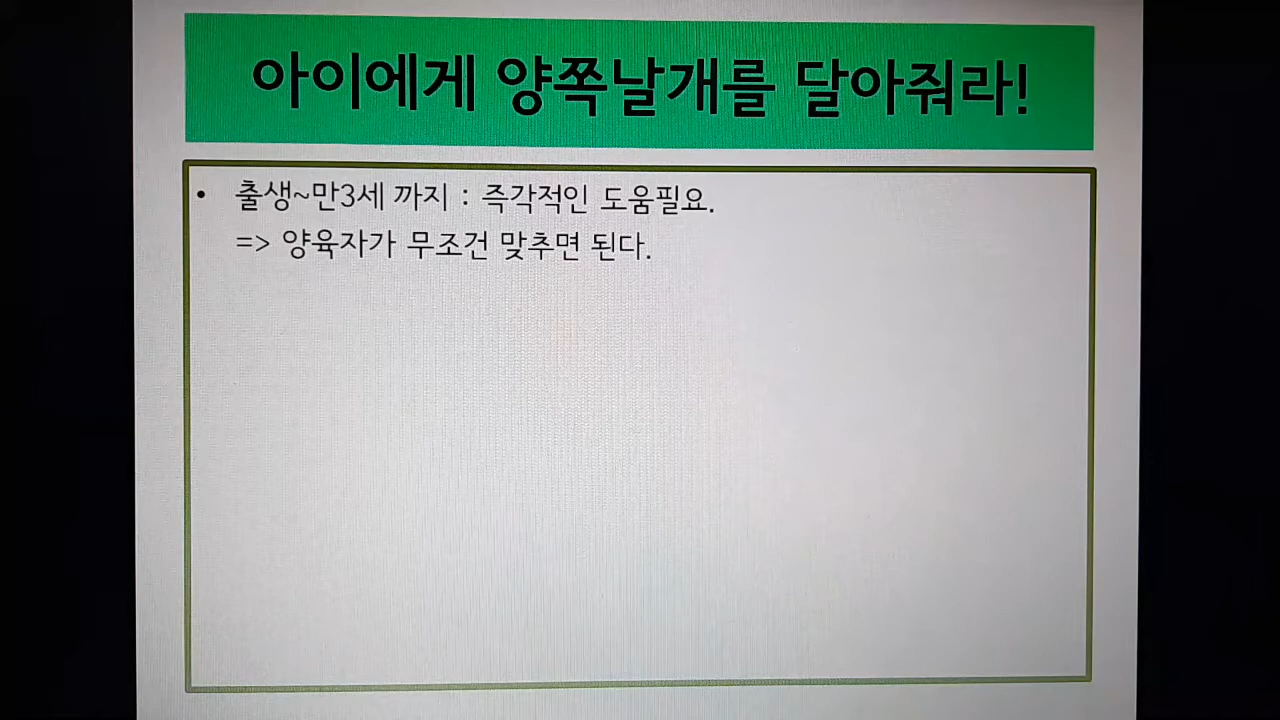 아이에게 양쪽날개를 달아줘라!
• 출생~만3세 까지 : 즉각적인 도움필요.
=> 양육자가 무조건 맞추면 된다.